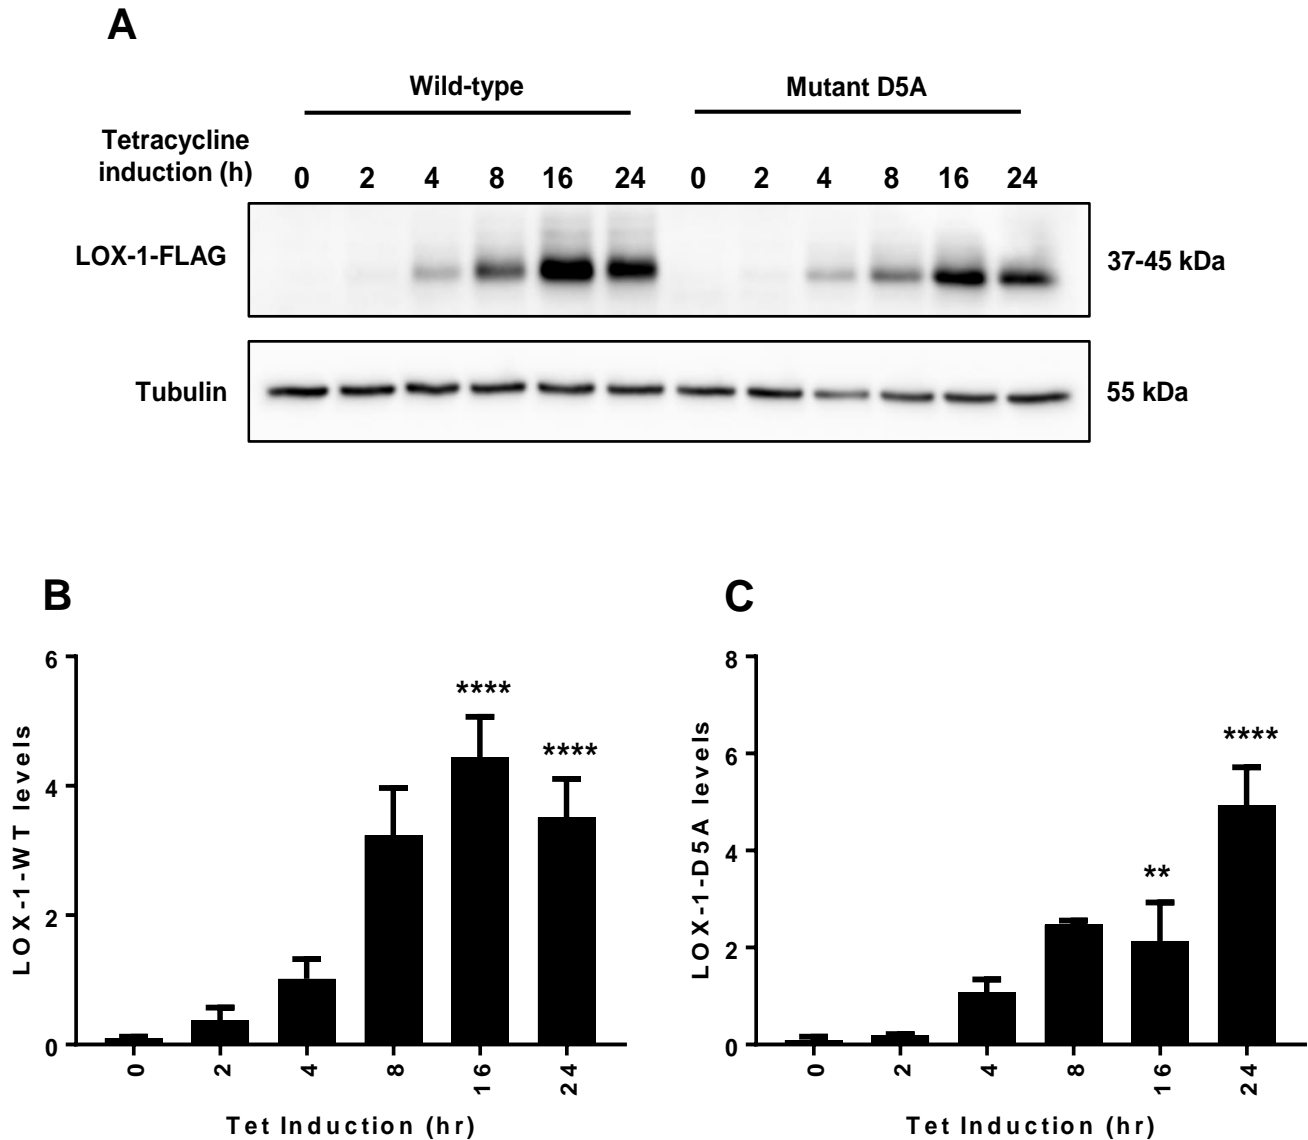 A
Wild-type
Mutant D5A
Tetracycline
induction (h)
0 2 4 8 16 24 0 2 4 8 16 24
LOX-1-FLAG
37-45 kDa
Tubulin
55 kDa
B
6
4
2
0
LOX-1-WT levels
****
****
0 2 4 8 16 24
Tet Induction (hr)
C
8
6
4
2
0
LOX-1-D5A levels
**
****
0 2 4 8 16 24
Tet Induction (hr)